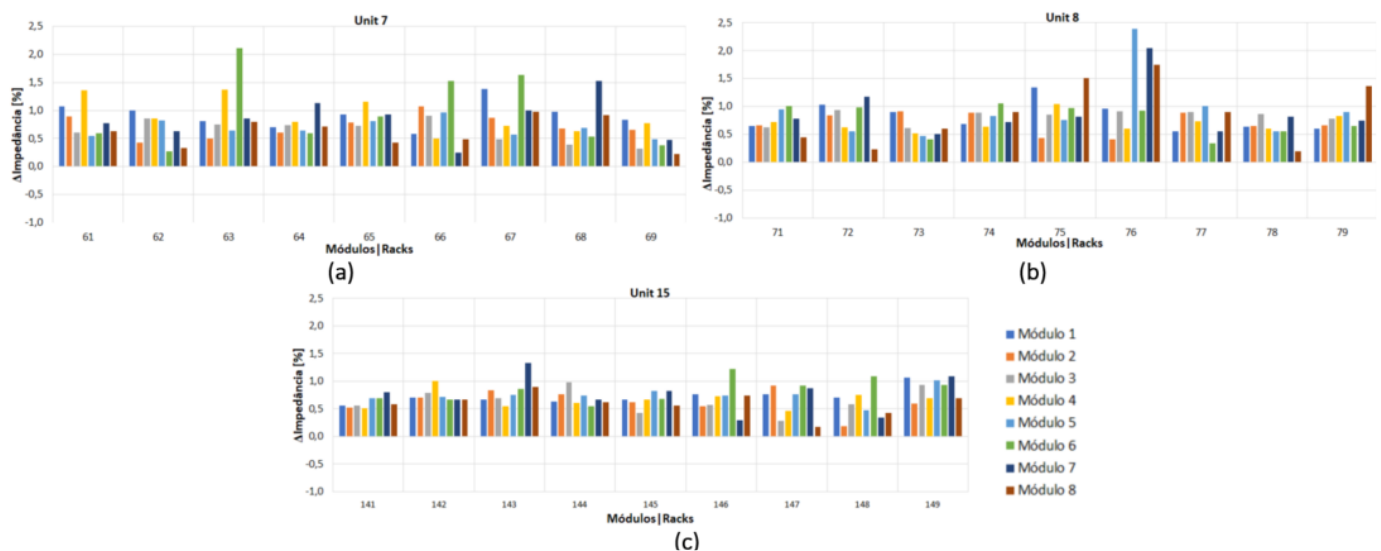 Unit 7
2,5
2,0
1,5
1,0
0,5
0,0
-0,5
-1,0
ΔImpedância [%]
61 62 63 64 65 66 67 68 69
Módulos|Racks
(a)
Unit 8
2,5
2,0
1,5
1,0
0,5
0,0
-0,5
-1,0
ΔImpedância [%]
71 72 73 74 75 76 77 78 79
Módulos|Racks
(b)
Unit 15
2,5
2,0
1,5
1,0
0,5
0,0
-0,5
-1,0
ΔImpedância [%]
141 142 143 144 145 146 147 148 149
Módulos|Racks
(c)
Módulo 1
Módulo 2
Módulo 3
Módulo 4
Módulo 5
Módulo 6
Módulo 7
Módulo 8